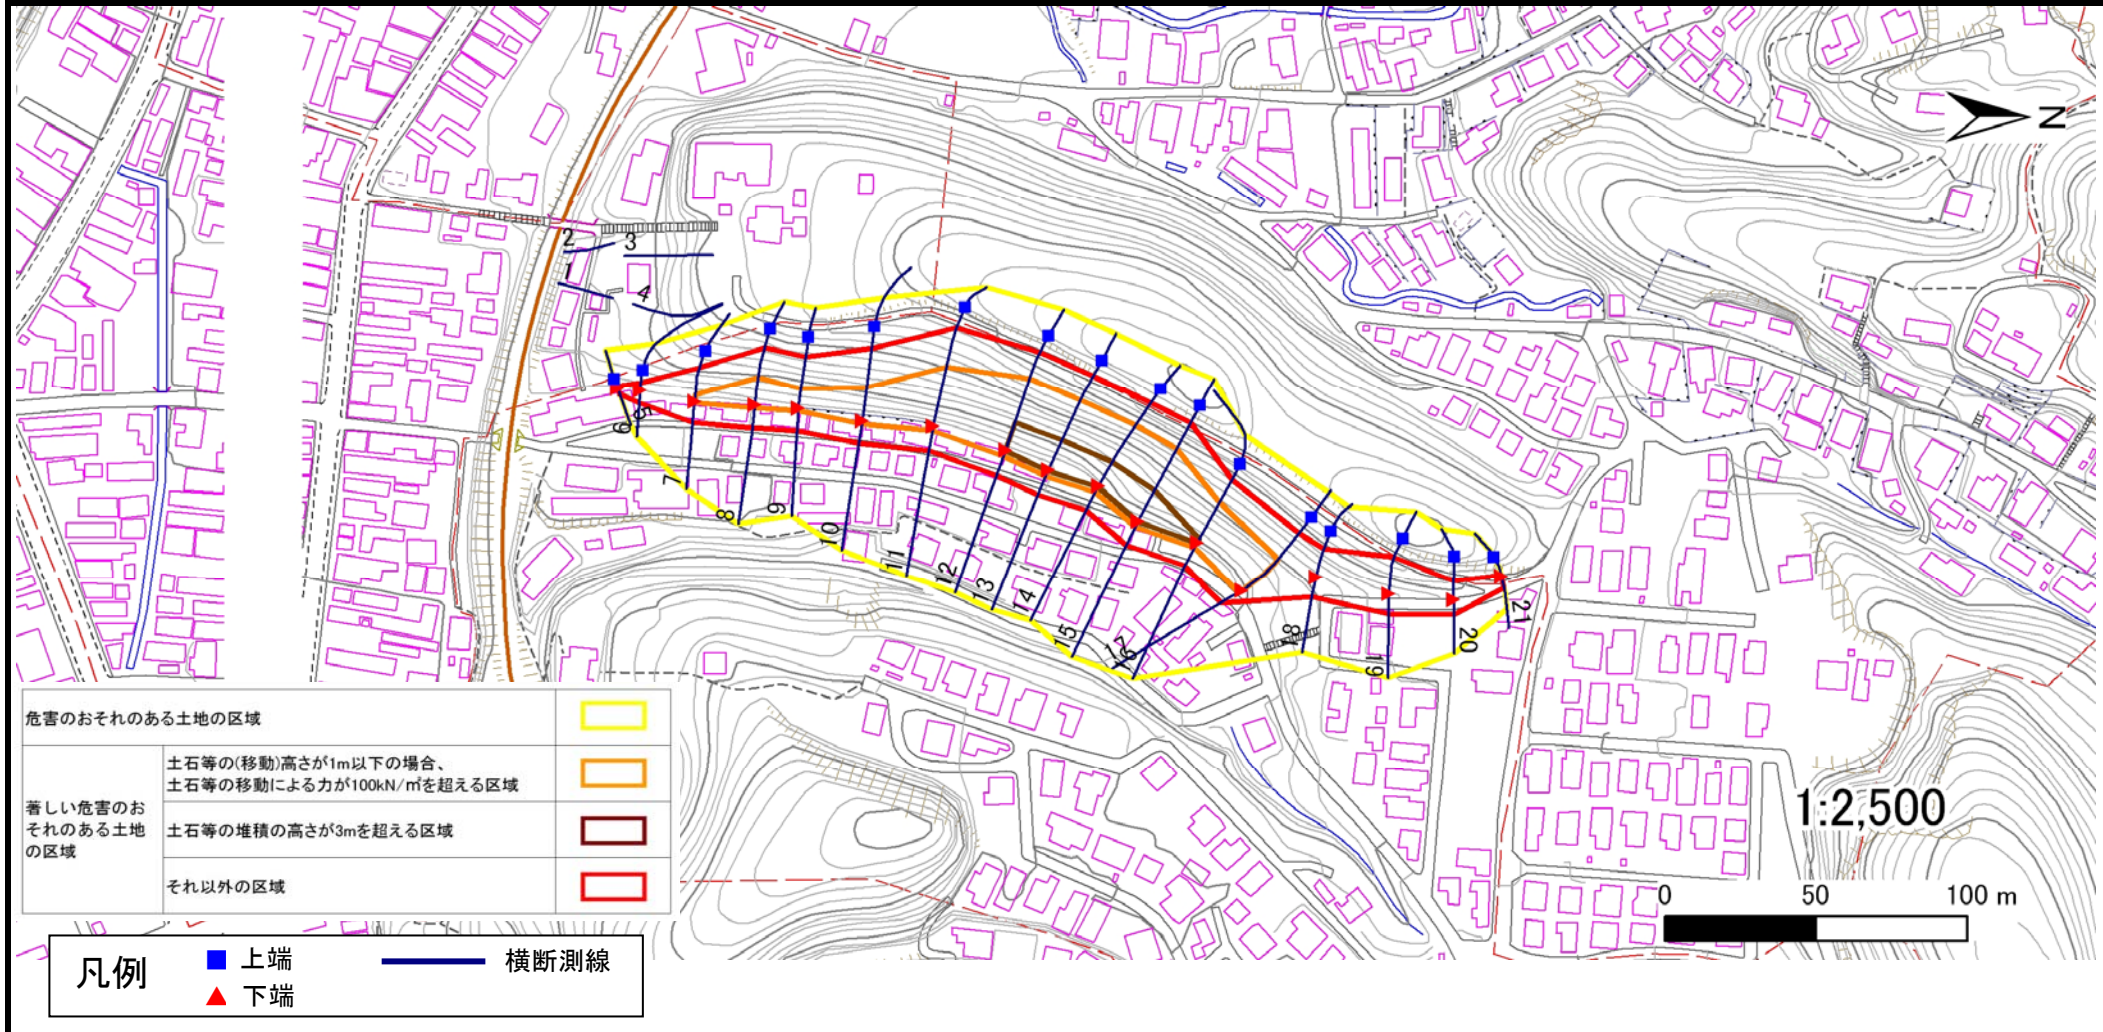 N
2
3
1
4
5
6
7
8
9
10
11
12
13
14
15
16
17
18
19
20
21
危害のおそれのある土地の区域
著しい危害のお
それのある土地
の区域
土石等の(移動)高さが1m以下の場合、
土石等の移動による力が100kN/㎡を超える区域
土石等の堆積の高さが3mを超える区域
それ以外の区域
1:2,500
0 50 100 m
凡例
上端
下端
横断測線